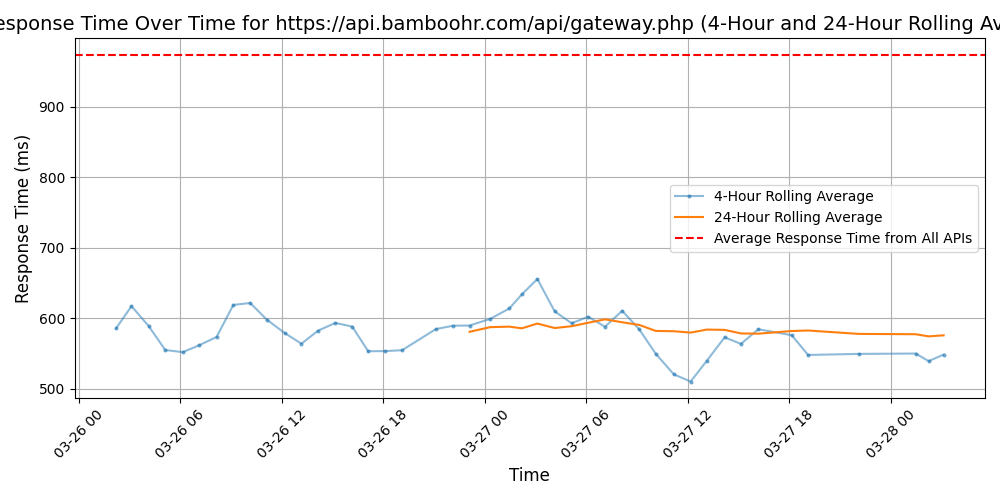 esponse Time Over Time for https://api.bamboohr.com/api/gateway.php (4-Hour and 24-Hour Rolling Av
Response Time (ms)
900
800
700
600
500
4-Hour Rolling Average
24-Hour Rolling Average
Average Response Time from All APIs
03-26 00
03-26 06
03-26 12
03-26 18
03-27 00
03-27 06
03-27 12
03-27 18
03-28 00
Time